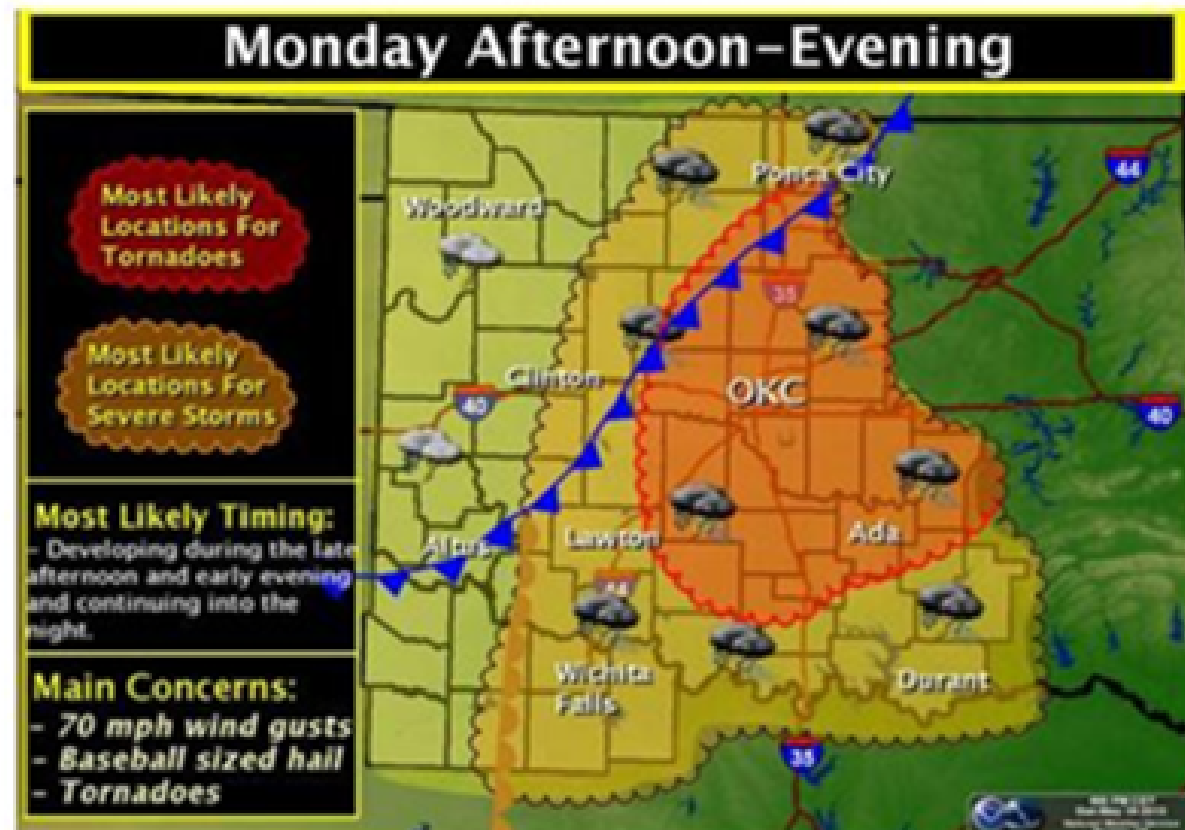 Monday Afternoon-Evening
Most Likely
Locations For
Tornadoes
Most Likely
Locations For
Severe Storms
Most Likely Timing:
- Developing during the late
afternoon and early evening
and continuing into the
night.
Main Concerns:
- 70 mph wind gusts
- Baseball sized hail
- Tornadoes
Ponca City
44
Woodward
35
Clinton
OKC
40
40
Altus
Lawton
Ada
44
Wichita
Falls
Durant
35
National Weather Service